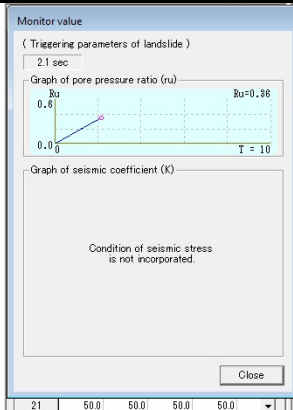 Monitor value
( Triggering parameters of landslide )
2.1 sec
Graph of pore pressure ratio (ru)
Ru
Ru=0.36
0.6
0.0
0
T = 10
Graph of seismic coefficient (K)
Condition of seismic stress
is not incorporated.
Close
21 50.0 50.0 50.0 50.0